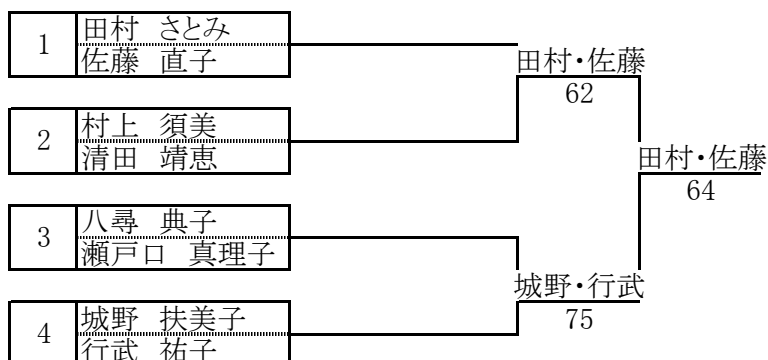 1
田村 さとみ
佐藤 直子
田村・佐藤
62
2
村上 須美
清田 靖恵
田村・佐藤
64
3
八尋 典子
瀬戸口 真理子
城野・行武
75
4
城野 扶美子
行武 祐子